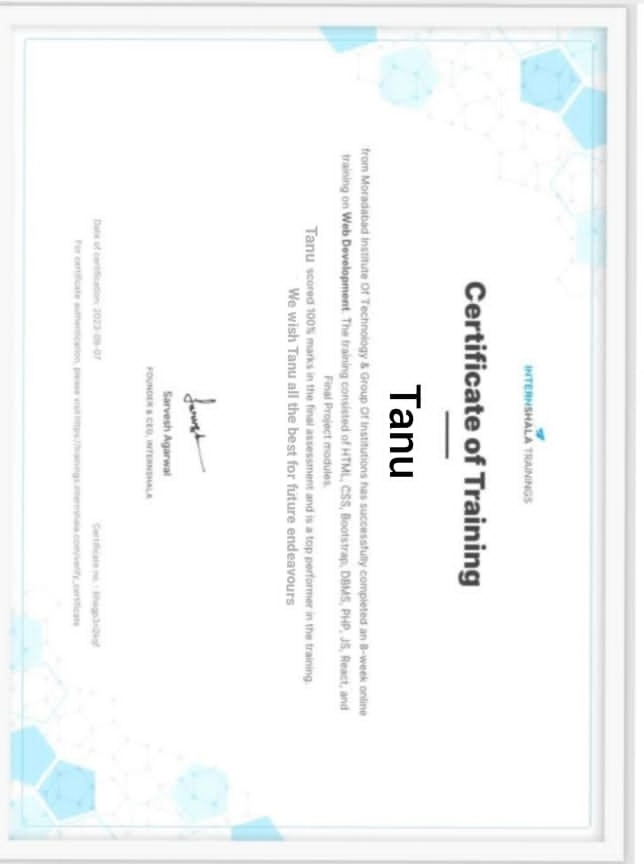 INTERNSHALA TRAININGS
Certificate of Training
Tanu
from Moradabad Institute Of Technology & Group Of Institutions has successfully completed an 8-week online
training on Web Development. The training consisted of HTML, CSS, Bootstrap, DBMS, PHP, JS, React, and
Final Project modules.
Tanu scored 100% marks in the final assessment and is a top performer in the training.
We wish Tanu all the best for future endeavours
Sarvesh Agarwal
FOUNDER & CEO, INTERNSHALA
Date of certification: 2023-09-07 Certificate no. :
For certificate authentication, please visit https://trainings.internshala.com/verify_certificate